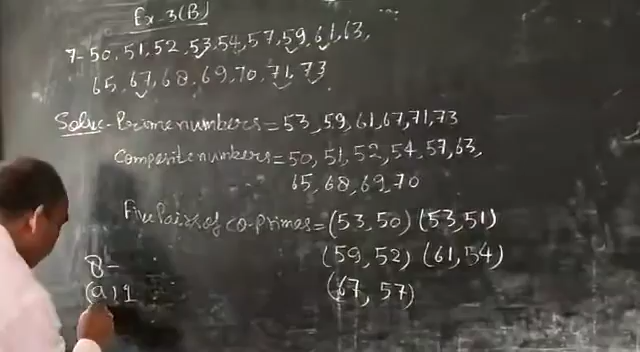 Ex-3(B)
7- 50, 51, 52, 53, 54, 57, 59, 61, 63,
65, 67, 68, 69, 70, 71, 73
Solve- Prime numbers = 53, 59, 61, 67, 71, 73
Composite numbers = 50, 51, 52, 54, 57, 63,
65, 68, 69, 70
Five Pairs of co-primes = (53, 50) (53, 51)
(59, 52) (61, 54)
(67, 57)
8-
(a) 1